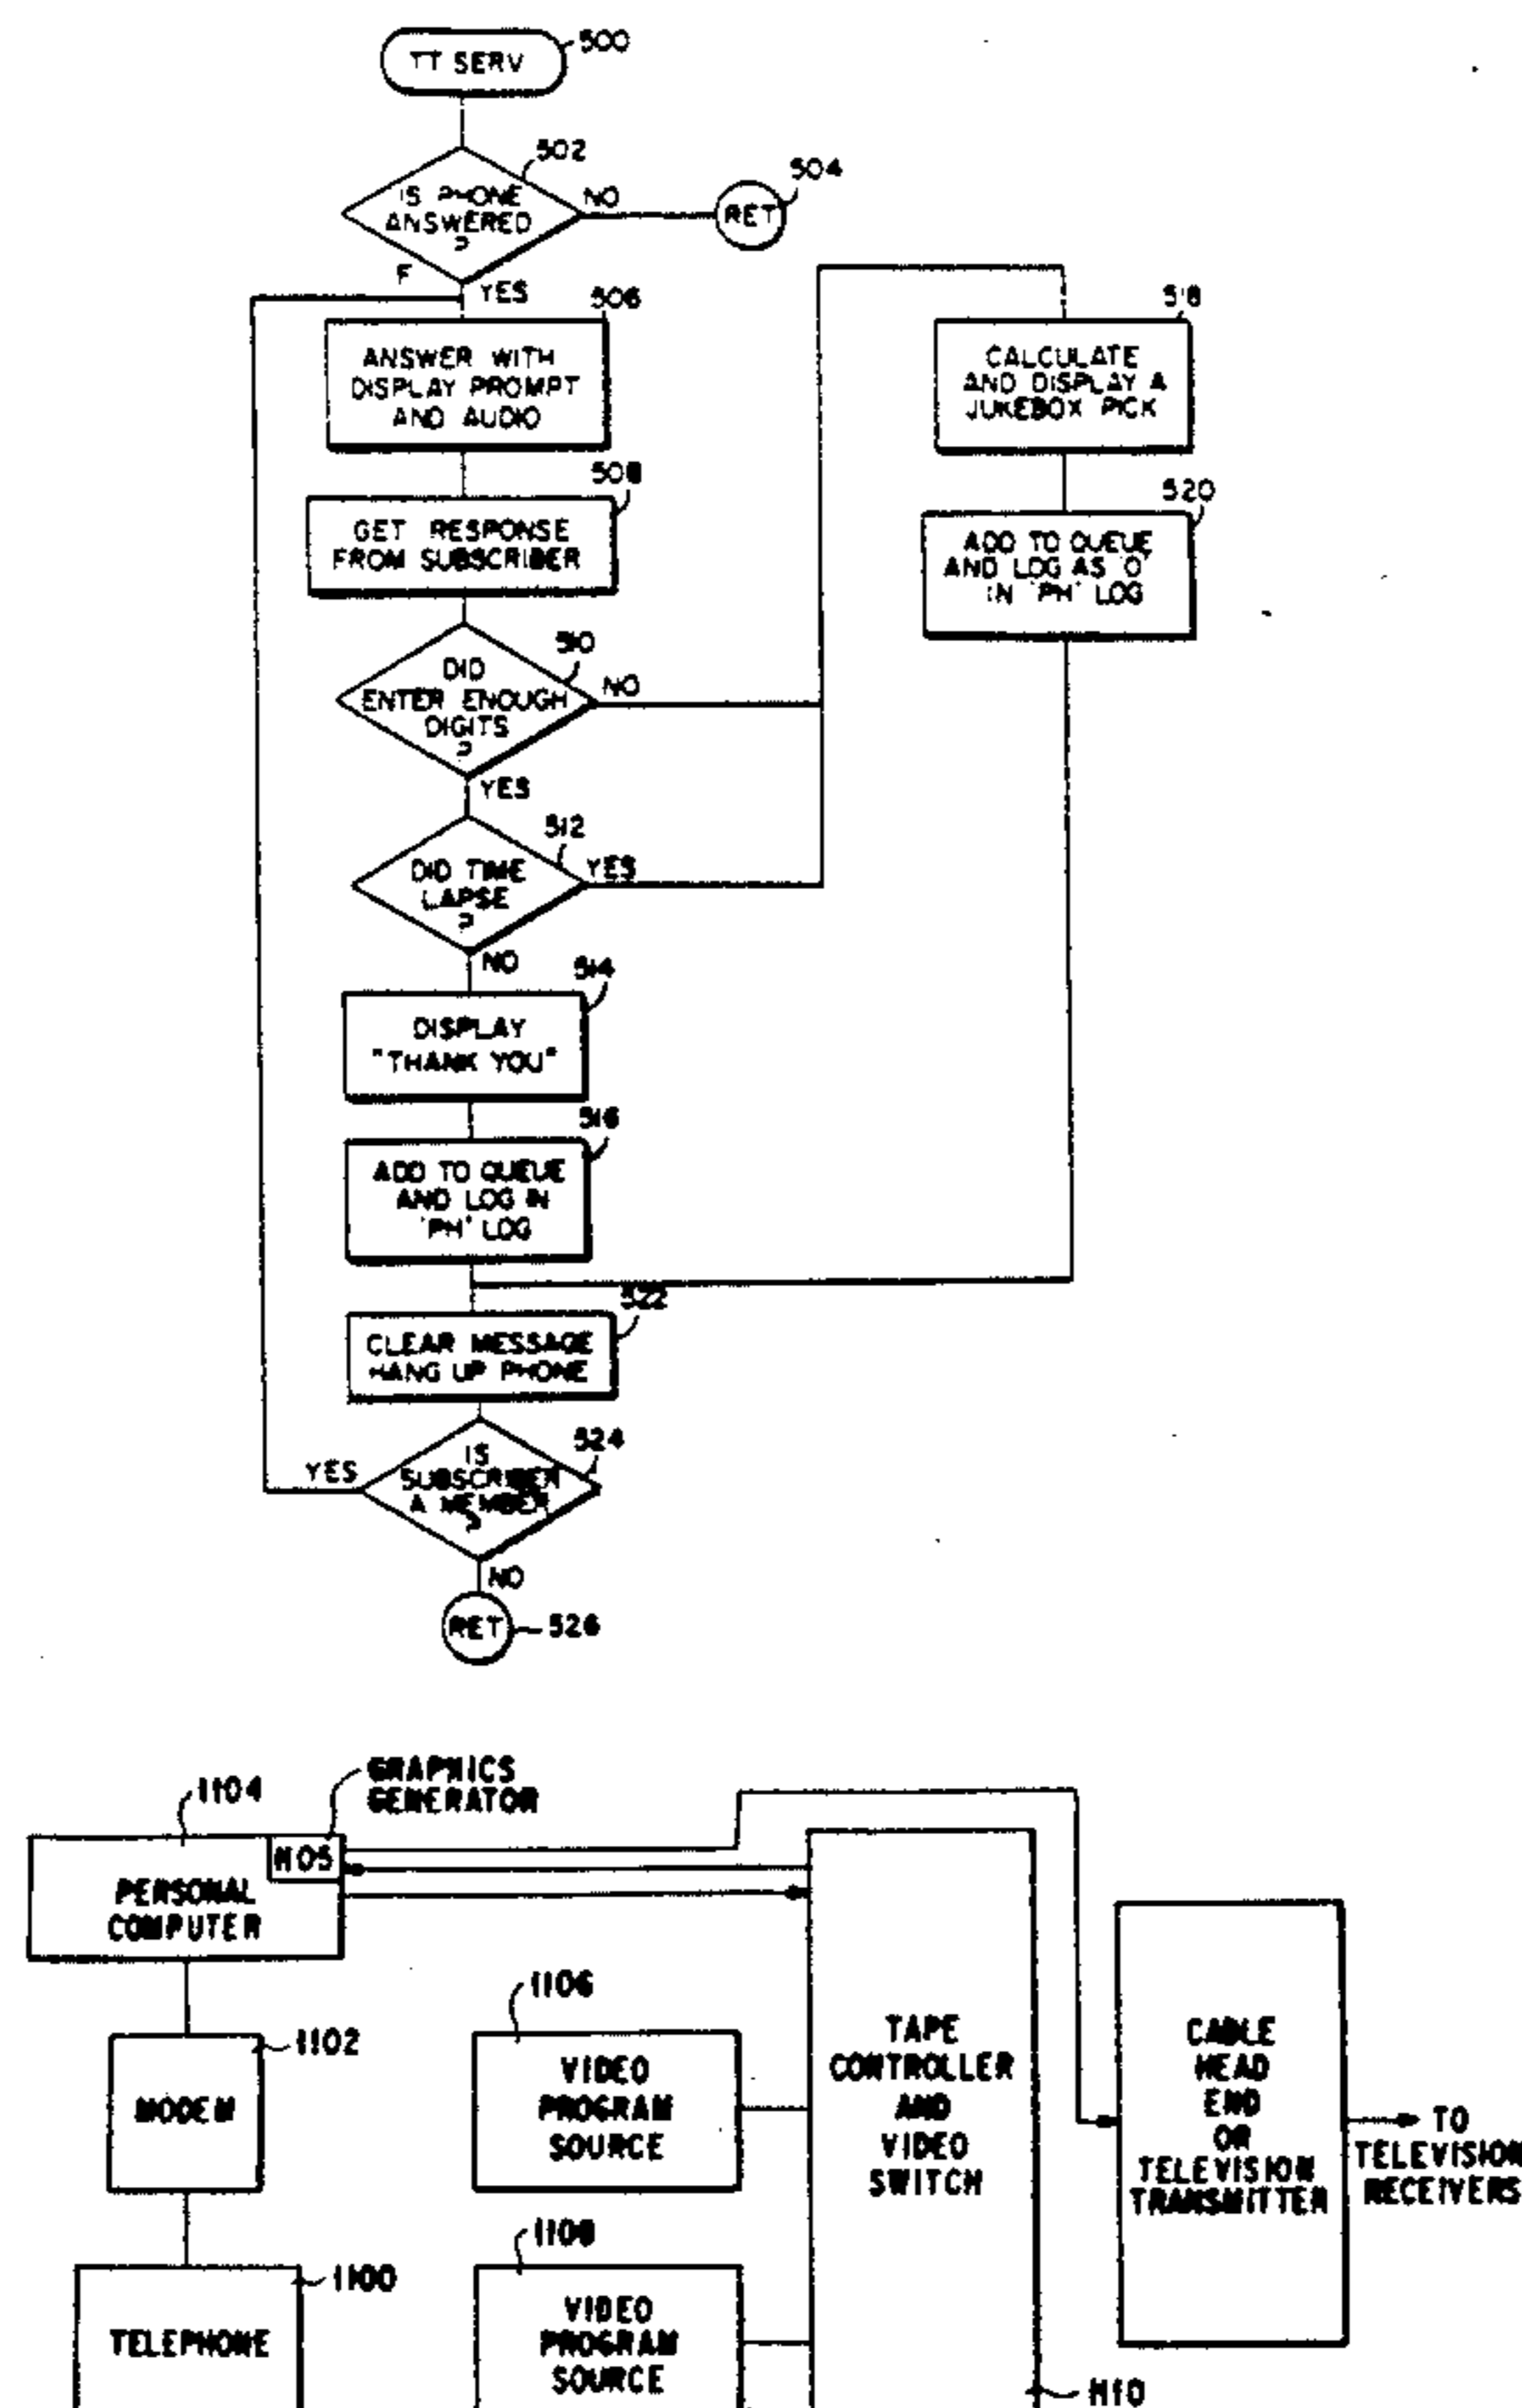 TT SERV
500
502
IS PHONE
ANSWERED
?
NO
504
RET
F
YES
506
ANSWER WITH
DISPLAY PROMPT
AND AUDIO
508
GET RESPONSE
FROM SUBSCRIBER
510
DID
ENTER ENOUGH
DIGITS
?
NO
YES
512
DID TIME
LAPSE
?
YES
NO
514
DISPLAY
"THANK YOU"
516
ADD TO QUEUE
AND LOG IN
'PH' LOG
518
CALCULATE
AND DISPLAY A
JUKEBOX PICK
520
ADD TO QUEUE
AND LOG AS '0'
IN 'PH' LOG
522
CLEAR MESSAGE
HANG UP PHONE
524
IS
SUBSCRIBER
A MEMBER
?
YES
NO
RET
526
1104
GRAPHICS
GENERATOR
1105
PERSONAL
COMPUTER
1102
MODEM
1100
TELEPHONE
1106
VIDEO
PROGRAM
SOURCE
1108
VIDEO
PROGRAM
SOURCE
TAPE
CONTROLLER
AND
VIDEO
SWITCH
1110
CABLE
HEAD
END
OR
TELEVISION
TRANSMITTER
TO
TELEVISION
RECEIVERS